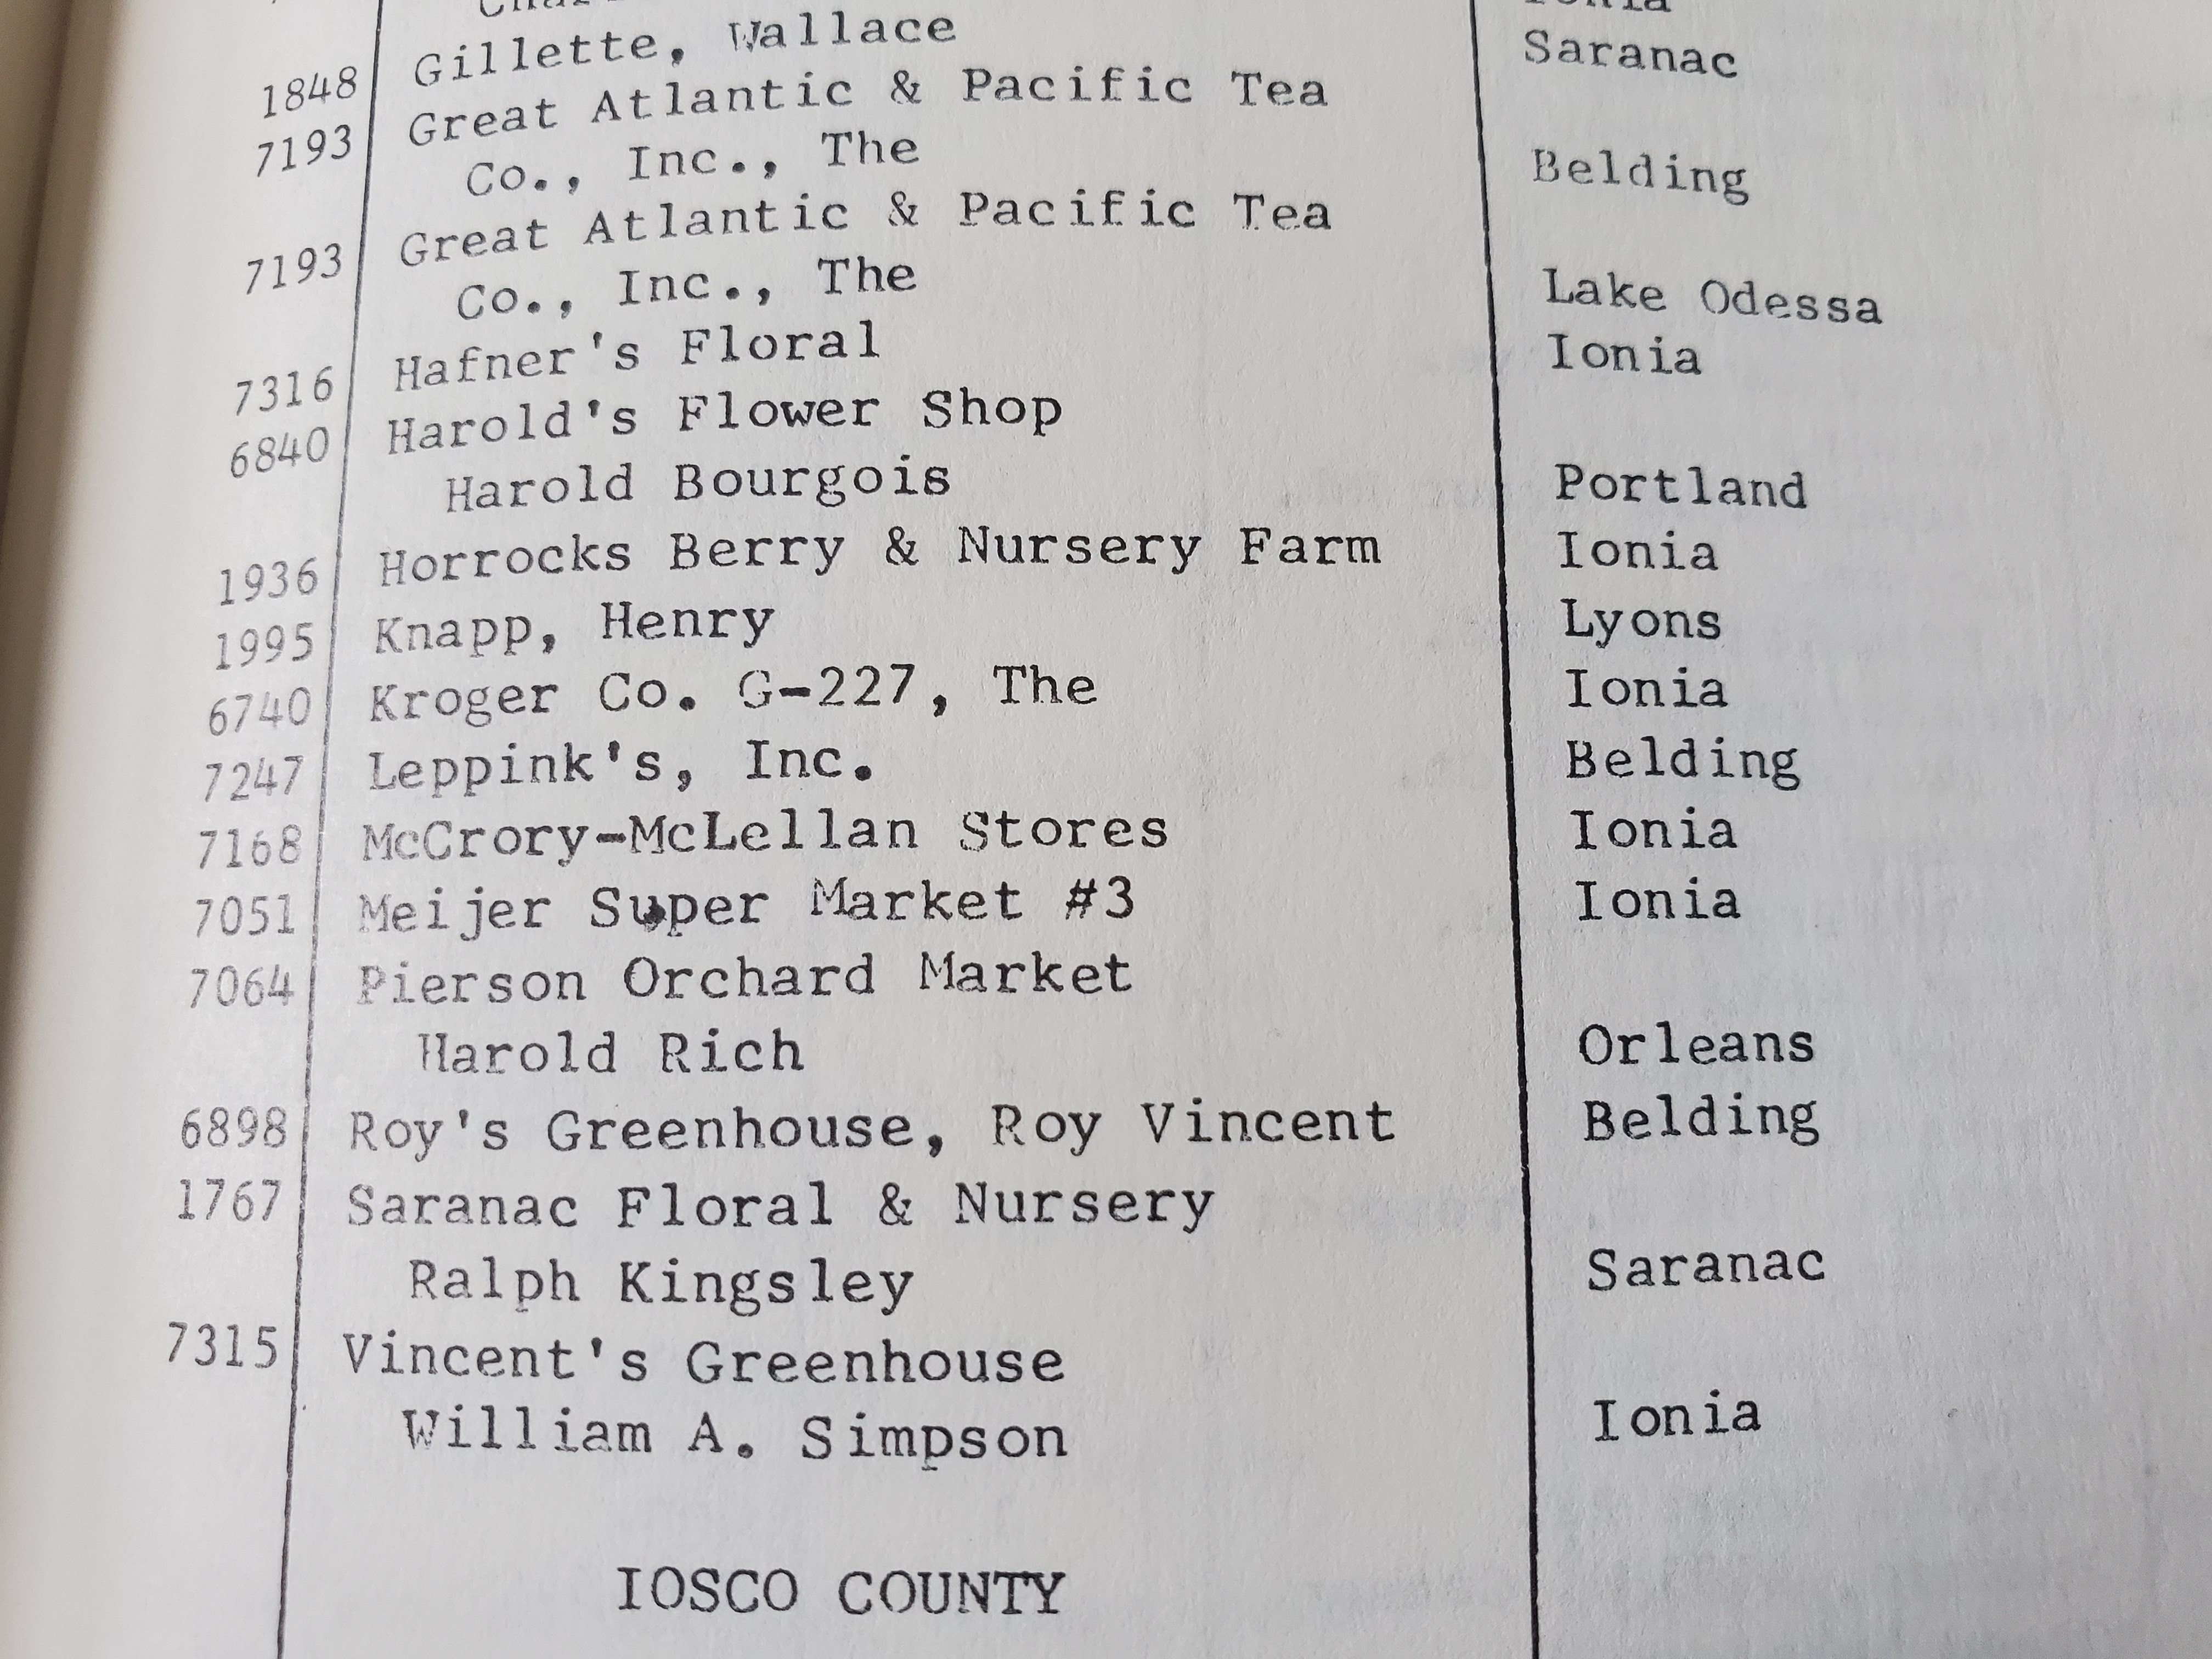 1848 Gillette, Wallace Saranac
7193 Great Atlantic & Pacific Tea
Co., Inc., The Belding
7193 Great Atlantic & Pacific Tea
Co., Inc., The Lake Odessa
7316 Hafner's Floral Ionia
6840 Harold's Flower Shop
Harold Bourgois Portland
1936 Horrocks Berry & Nursery Farm Ionia
1995 Knapp, Henry Lyons
6740 Kroger Co. G-227, The Ionia
7247 Leppink's, Inc. Belding
7168 McCrory-McLellan Stores Ionia
7051 Meijer Super Market #3 Ionia
7064 Pierson Orchard Market
Harold Rich Orleans
6898 Roy's Greenhouse, Roy Vincent Belding
1767 Saranac Floral & Nursery
Ralph Kingsley Saranac
7315 Vincent's Greenhouse
William A. Simpson Ionia
IOSCO COUNTY